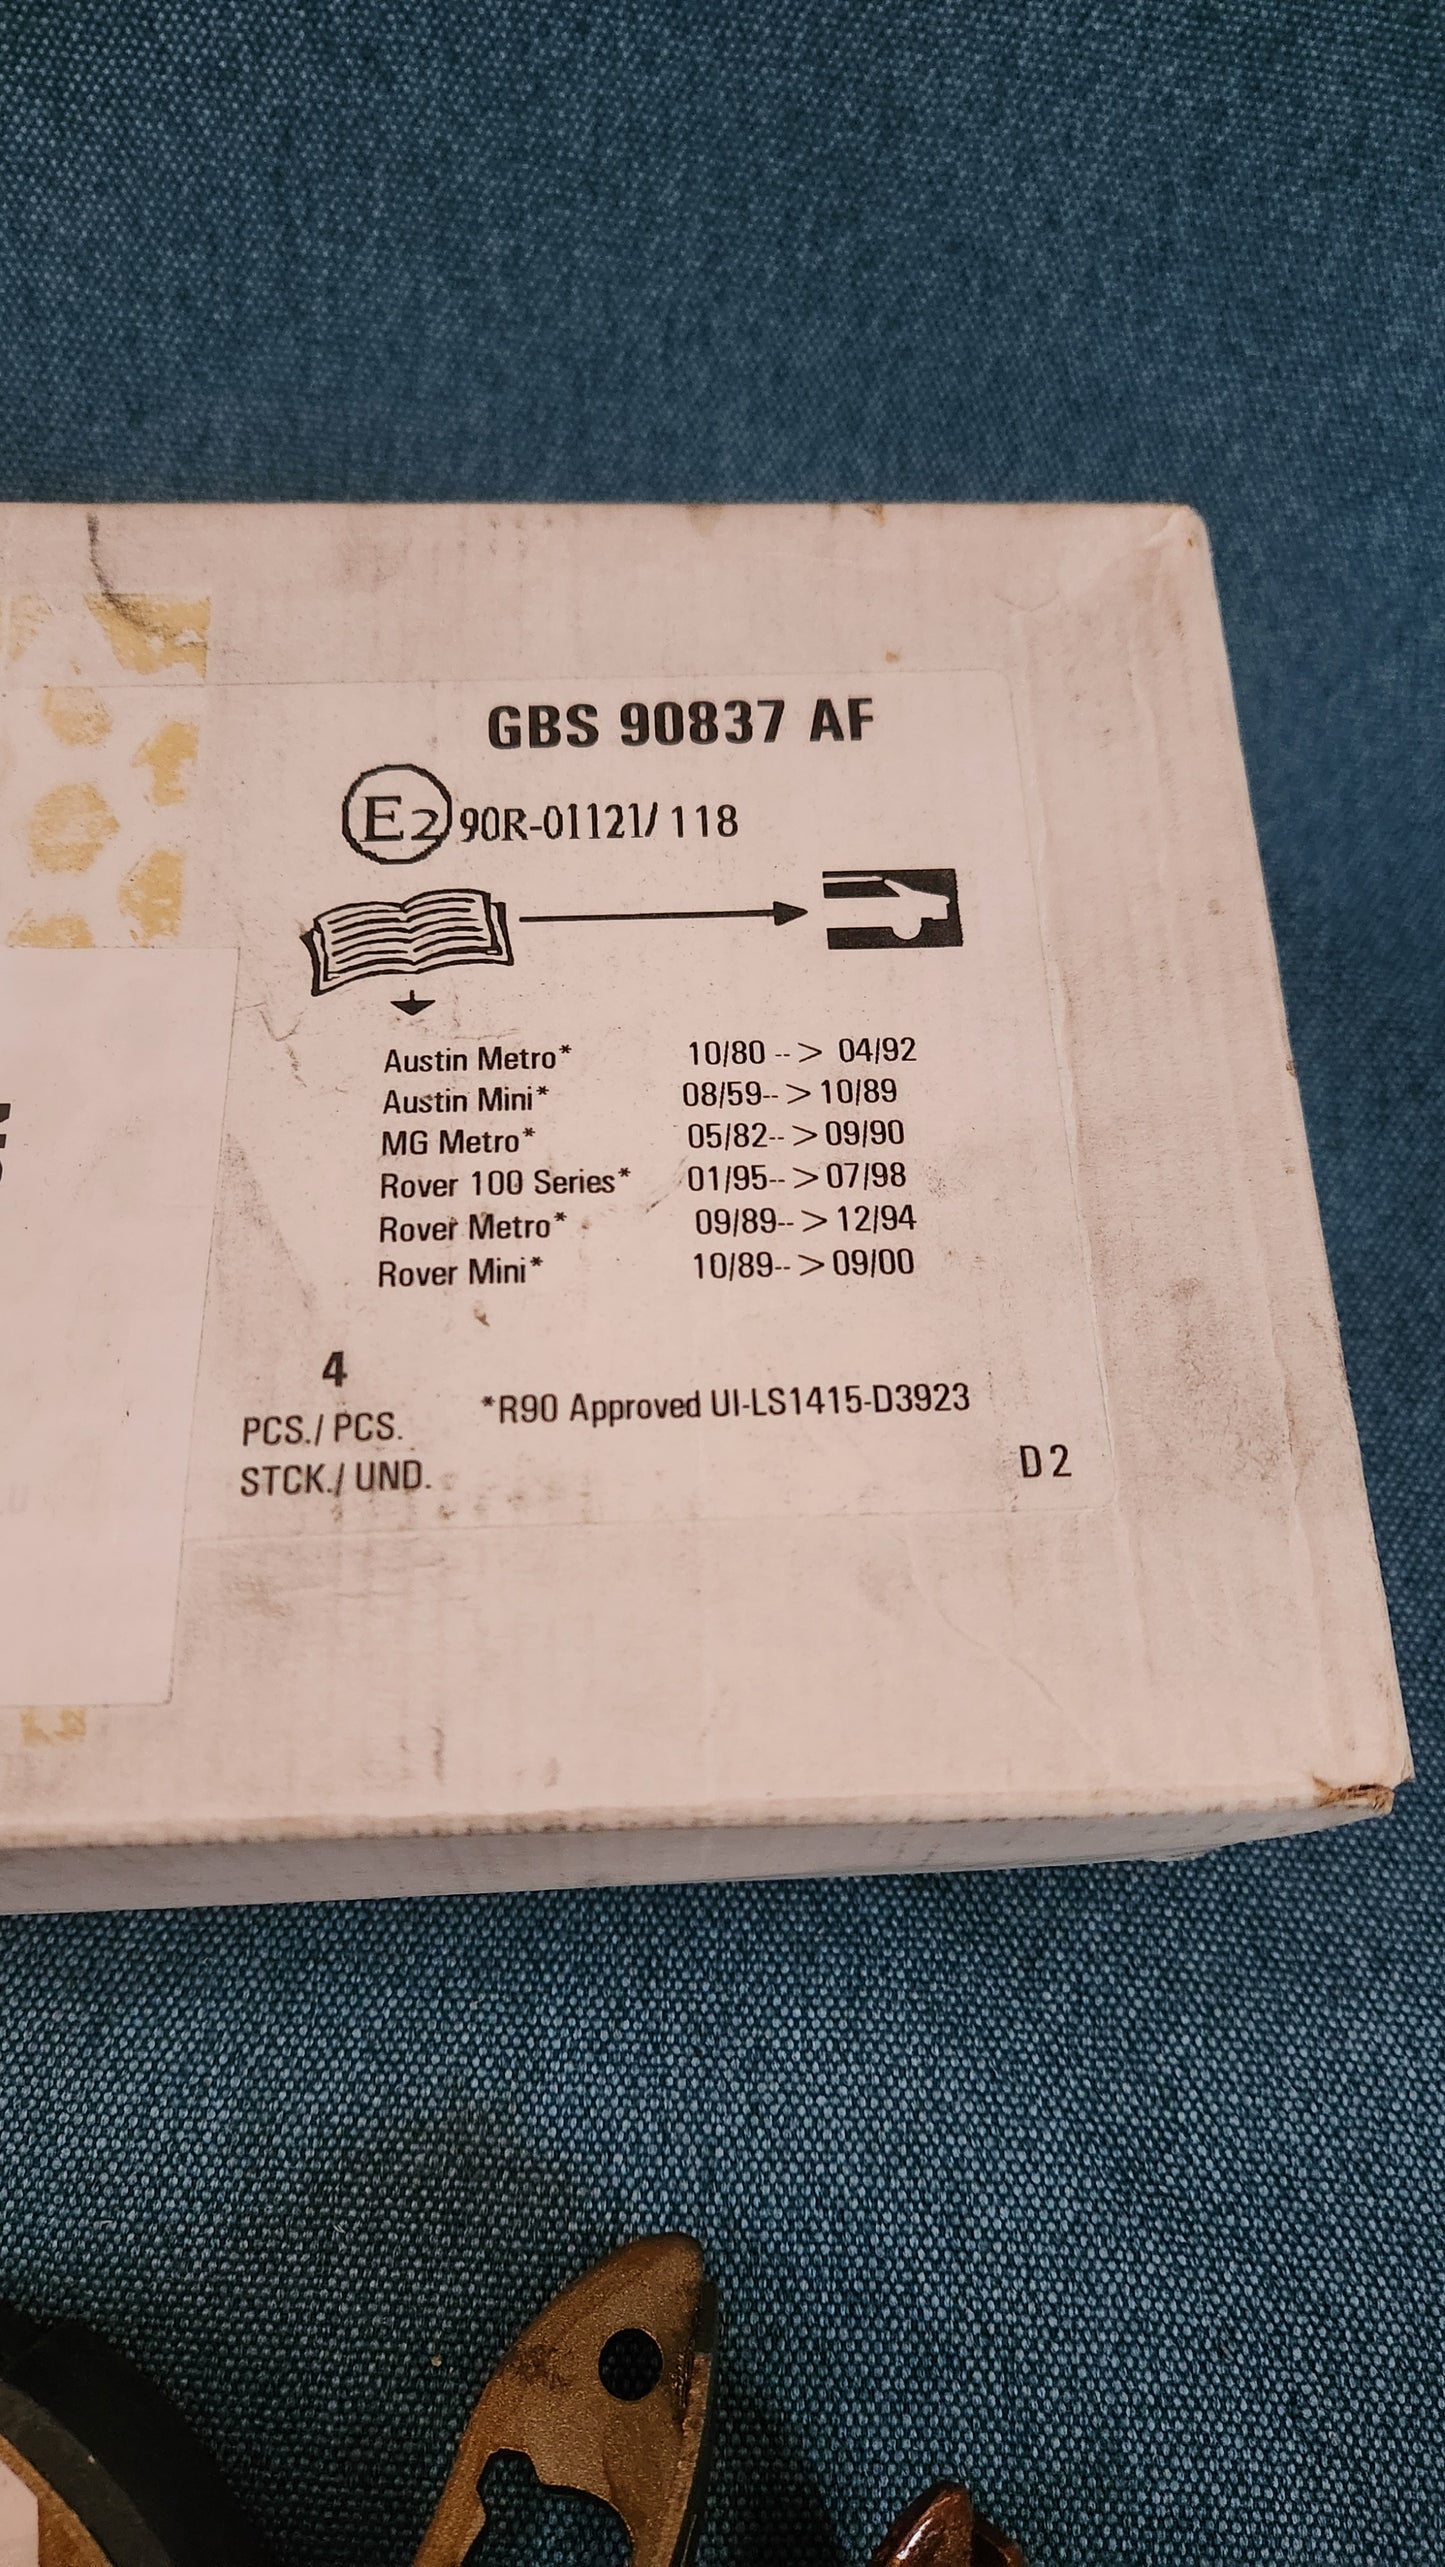 GBS 90837 AF
E2 90R-01121/ 118
Austin Metro* 10/80 --> 04/92
Austin Mini* 08/59--> 10/89
MG Metro* 05/82--> 09/90
Rover 100 Series* 01/95--> 07/98
Rover Metro* 09/89--> 12/94
Rover Mini* 10/89--> 09/00
4
PCS./ PCS.
STCK./ UND.
*R90 Approved UI-LS1415-D3923
D2